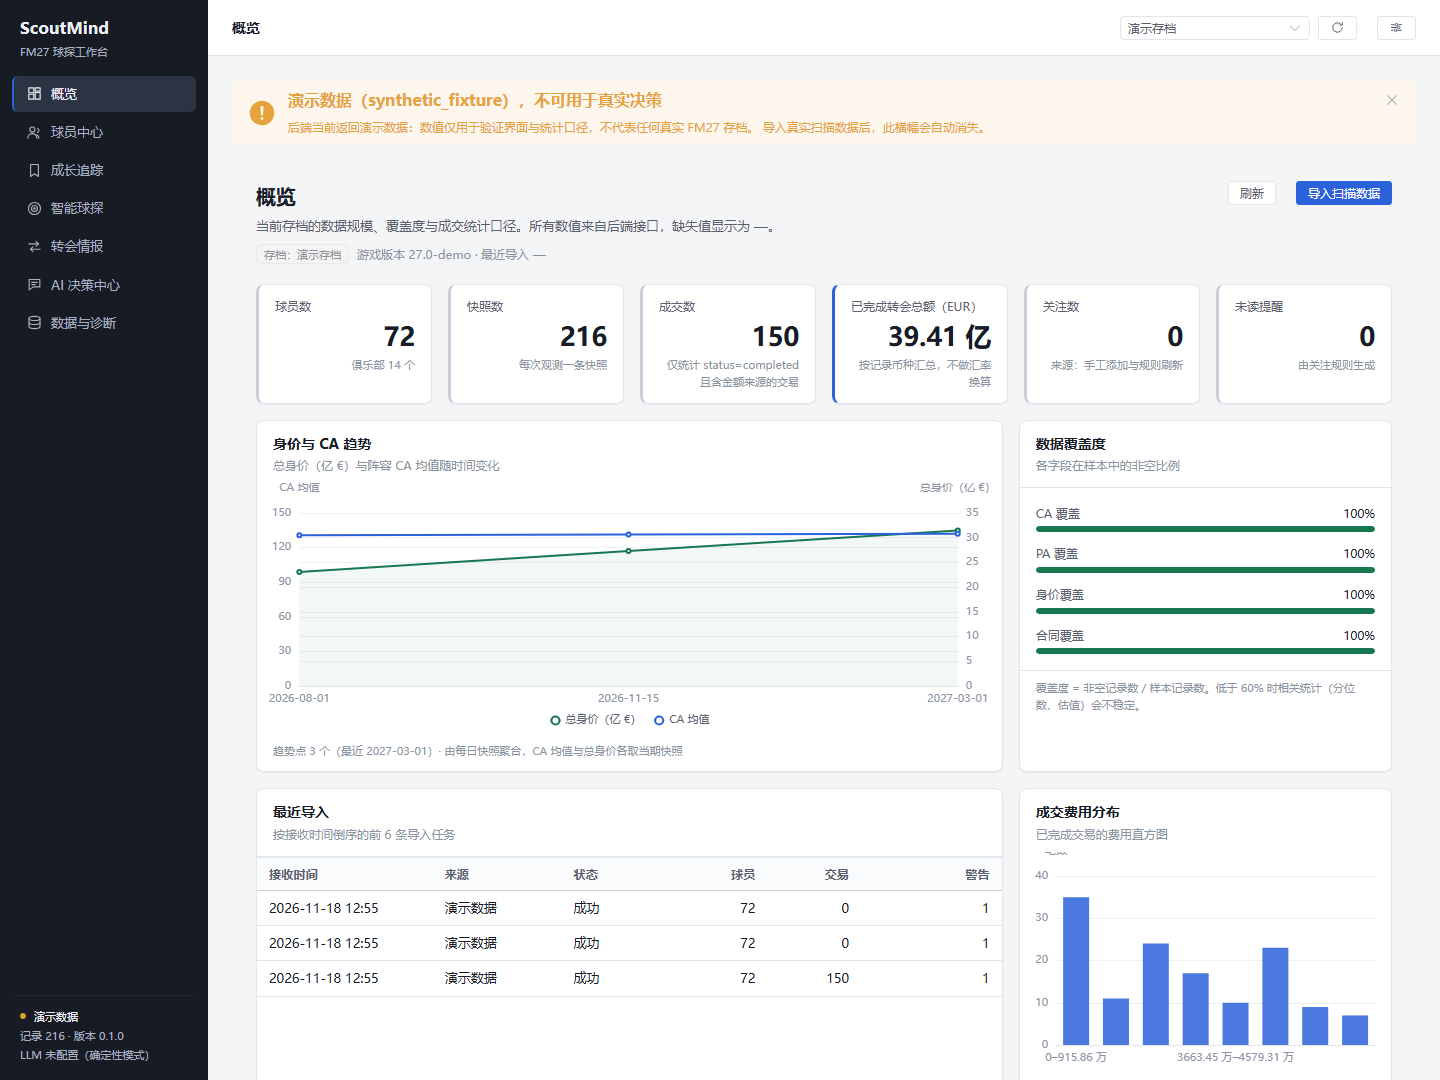 ScoutMind
FM27 球探工作台
概览
球员中心
成长追踪
智能球探
转会情报
AI 决策中心
数据与诊断
演示数据
记录 216 · 版本 0.1.0
LLM 未配置（确定性模式）
概览
演示存档
演示数据（synthetic_fixture），不可用于真实决策
后端当前返回演示数据：数值仅用于验证界面与统计口径，不代表任何真实 FM27 存档。 导入真实扫描数据后，此横幅会自动消失。
概览
刷新
导入扫描数据
当前存档的数据规模、覆盖度与成交统计口径。所有数值来自后端接口，缺失值显示为 —。
存档：演示存档
游戏版本 27.0-demo · 最近导入 —
球员数
72
俱乐部 14 个
快照数
216
每次观测一条快照
成交数
150
仅统计 status=completed
且含金额来源的交易
已完成转会总额（EUR）
39.41 亿
按记录币种汇总，不做汇率
换算
关注数
0
来源：手工添加与规则刷新
未读提醒
0
由关注规则生成
身价与 CA 趋势
总身价（亿 €）与阵容 CA 均值随时间变化
CA 均值
总身价（亿 €）
150
120
90
60
30
0
35
30
25
20
15
10
5
0
2026-08-01
2026-11-15
2027-03-01
总身价（亿 €）
CA 均值
趋势点 3 个（最近 2027-03-01）· 由每日快照聚合，CA 均值与总身价各取当期快照
数据覆盖度
各字段在样本中的非空比例
CA 覆盖 100%
PA 覆盖 100%
身价覆盖 100%
合同覆盖 100%
覆盖度 = 非空记录数 / 样本记录数。低于 60% 时相关统计（分位
数、估值）会不稳定。
最近导入
按接收时间倒序的前 6 条导入任务
接收时间 来源 状态 球员 交易 警告
2026-11-18 12:55 演示数据 成功 72 0 1
2026-11-18 12:55 演示数据 成功 72 0 1
2026-11-18 12:55 演示数据 成功 72 150 1
成交费用分布
已完成交易的费用直方图
40
30
20
10
0
0–915.86 万
3663.45 万–4579.31 万